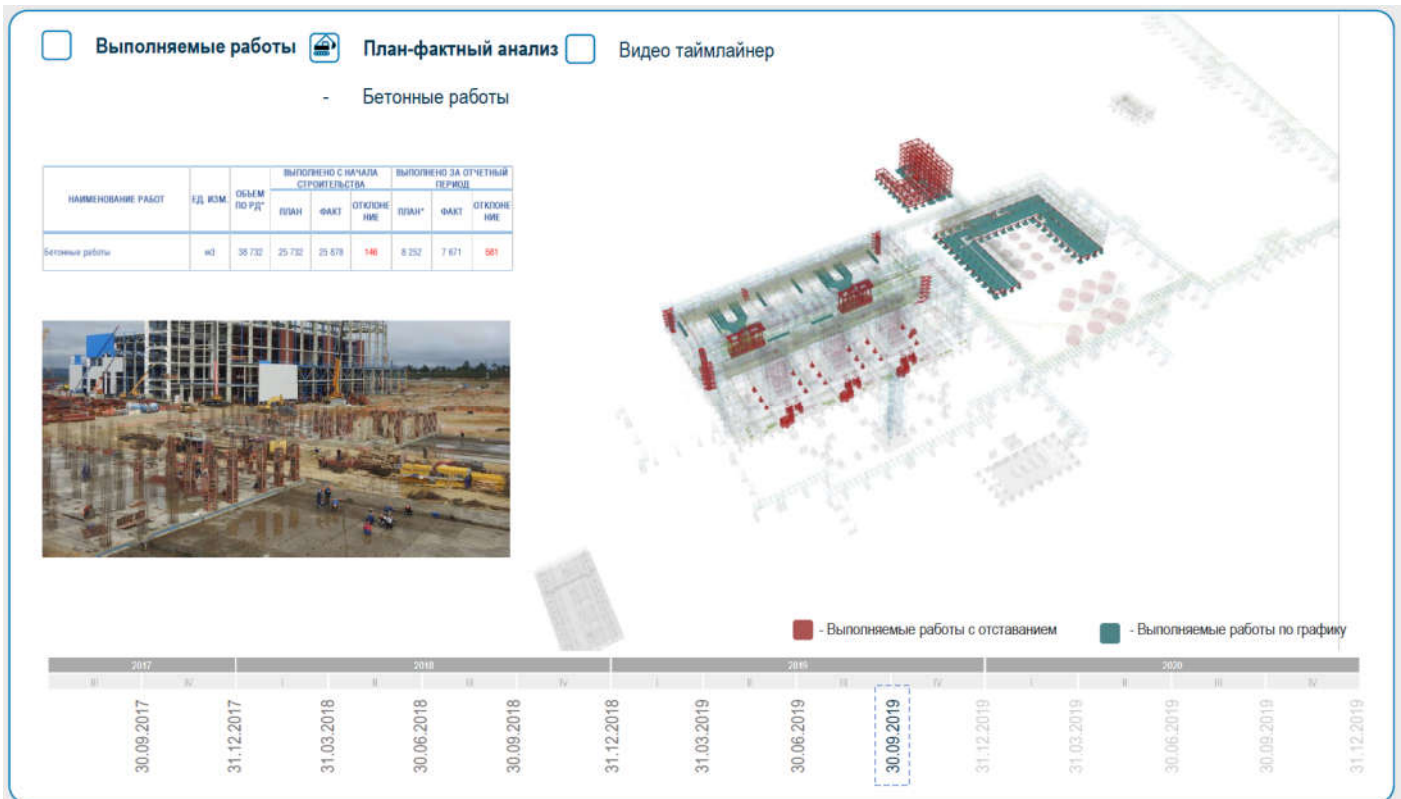 Выполняемые работы План-фактный анализ Видео таймлайнер
- Бетонные работы
НАИМЕНОВАНИЕ РАБОТ
ЕД. ИЗМ.
ОБЪЕМ
ПО РД*
ВЫПОЛНЕНО С НАЧАЛА
СТРОИТЕЛЬСТВА
ВЫПОЛНЕНО ЗА ОТЧЕТНЫЙ
ПЕРИОД
ПЛАН ФАКТ ОТКЛОНЕ
НИЕ
ПЛАН* ФАКТ ОТКЛОНЕ
НИЕ
Бетонные работы м3 38 732 25 732 25 878 146 8 252 7 671 581
- Выполняемые работы с отставанием - Выполняемые работы по графику
2017 2018 2019 2020
III IV I II III IV I II III IV I II III IV
30.09.2017
31.12.2017
31.03.2018
30.06.2018
30.09.2018
31.12.2018
31.03.2019
30.06.2019
30.09.2019
31.12.2019
31.03.2019
30.06.2019
30.09.2019
31.12.2019